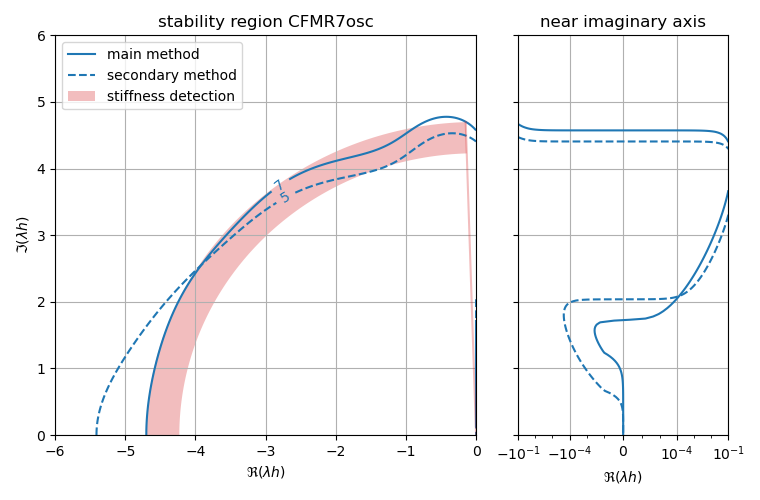 stability region CFMR7osc
near imaginary axis
main method
secondary method
stiffness detection
7
5
6
5
4
3
2
1
0
ℑ(λh)
−6 −5 −4 −3 −2 −1 0
ℜ(λh)
−10⁻¹ −10⁻⁴ 0 10⁻⁴ 10⁻¹
ℜ(λh)